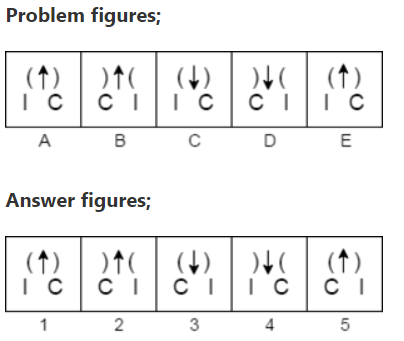 Problem figures;
(↑) )↑( (↓) )↓( (↑)
I C C I I C C I I C
A B C D E
Answer figures;
(↑) )↑( (↓) )↓( (↑)
I C C I C I I C C I
1 2 3 4 5